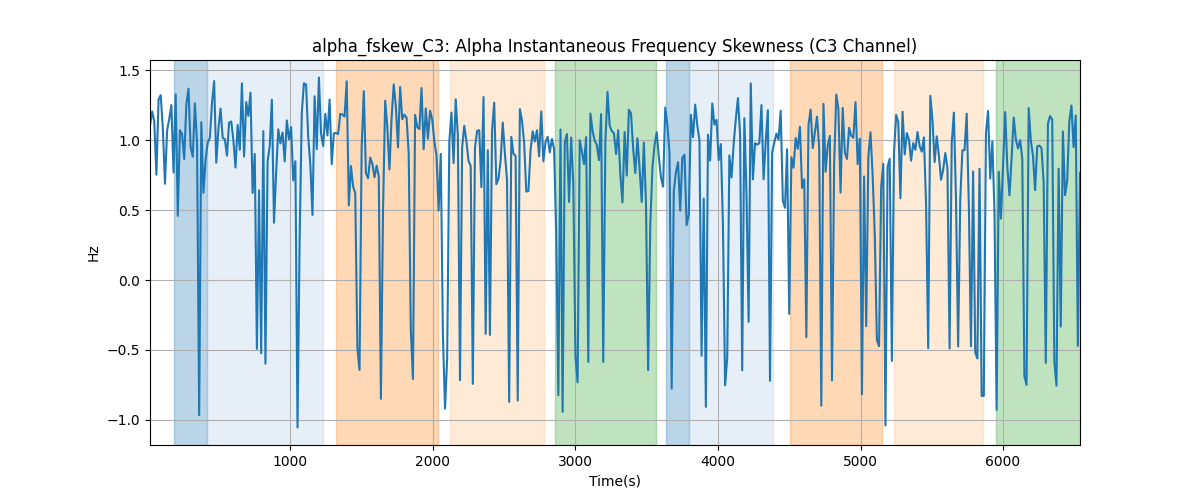 alpha_fskew_C3: Alpha Instantaneous Frequency Skewness (C3 Channel)
1.5
1.0
0.5
0.0
−0.5
−1.0
Hz
1000 2000 3000 4000 5000 6000
Time(s)